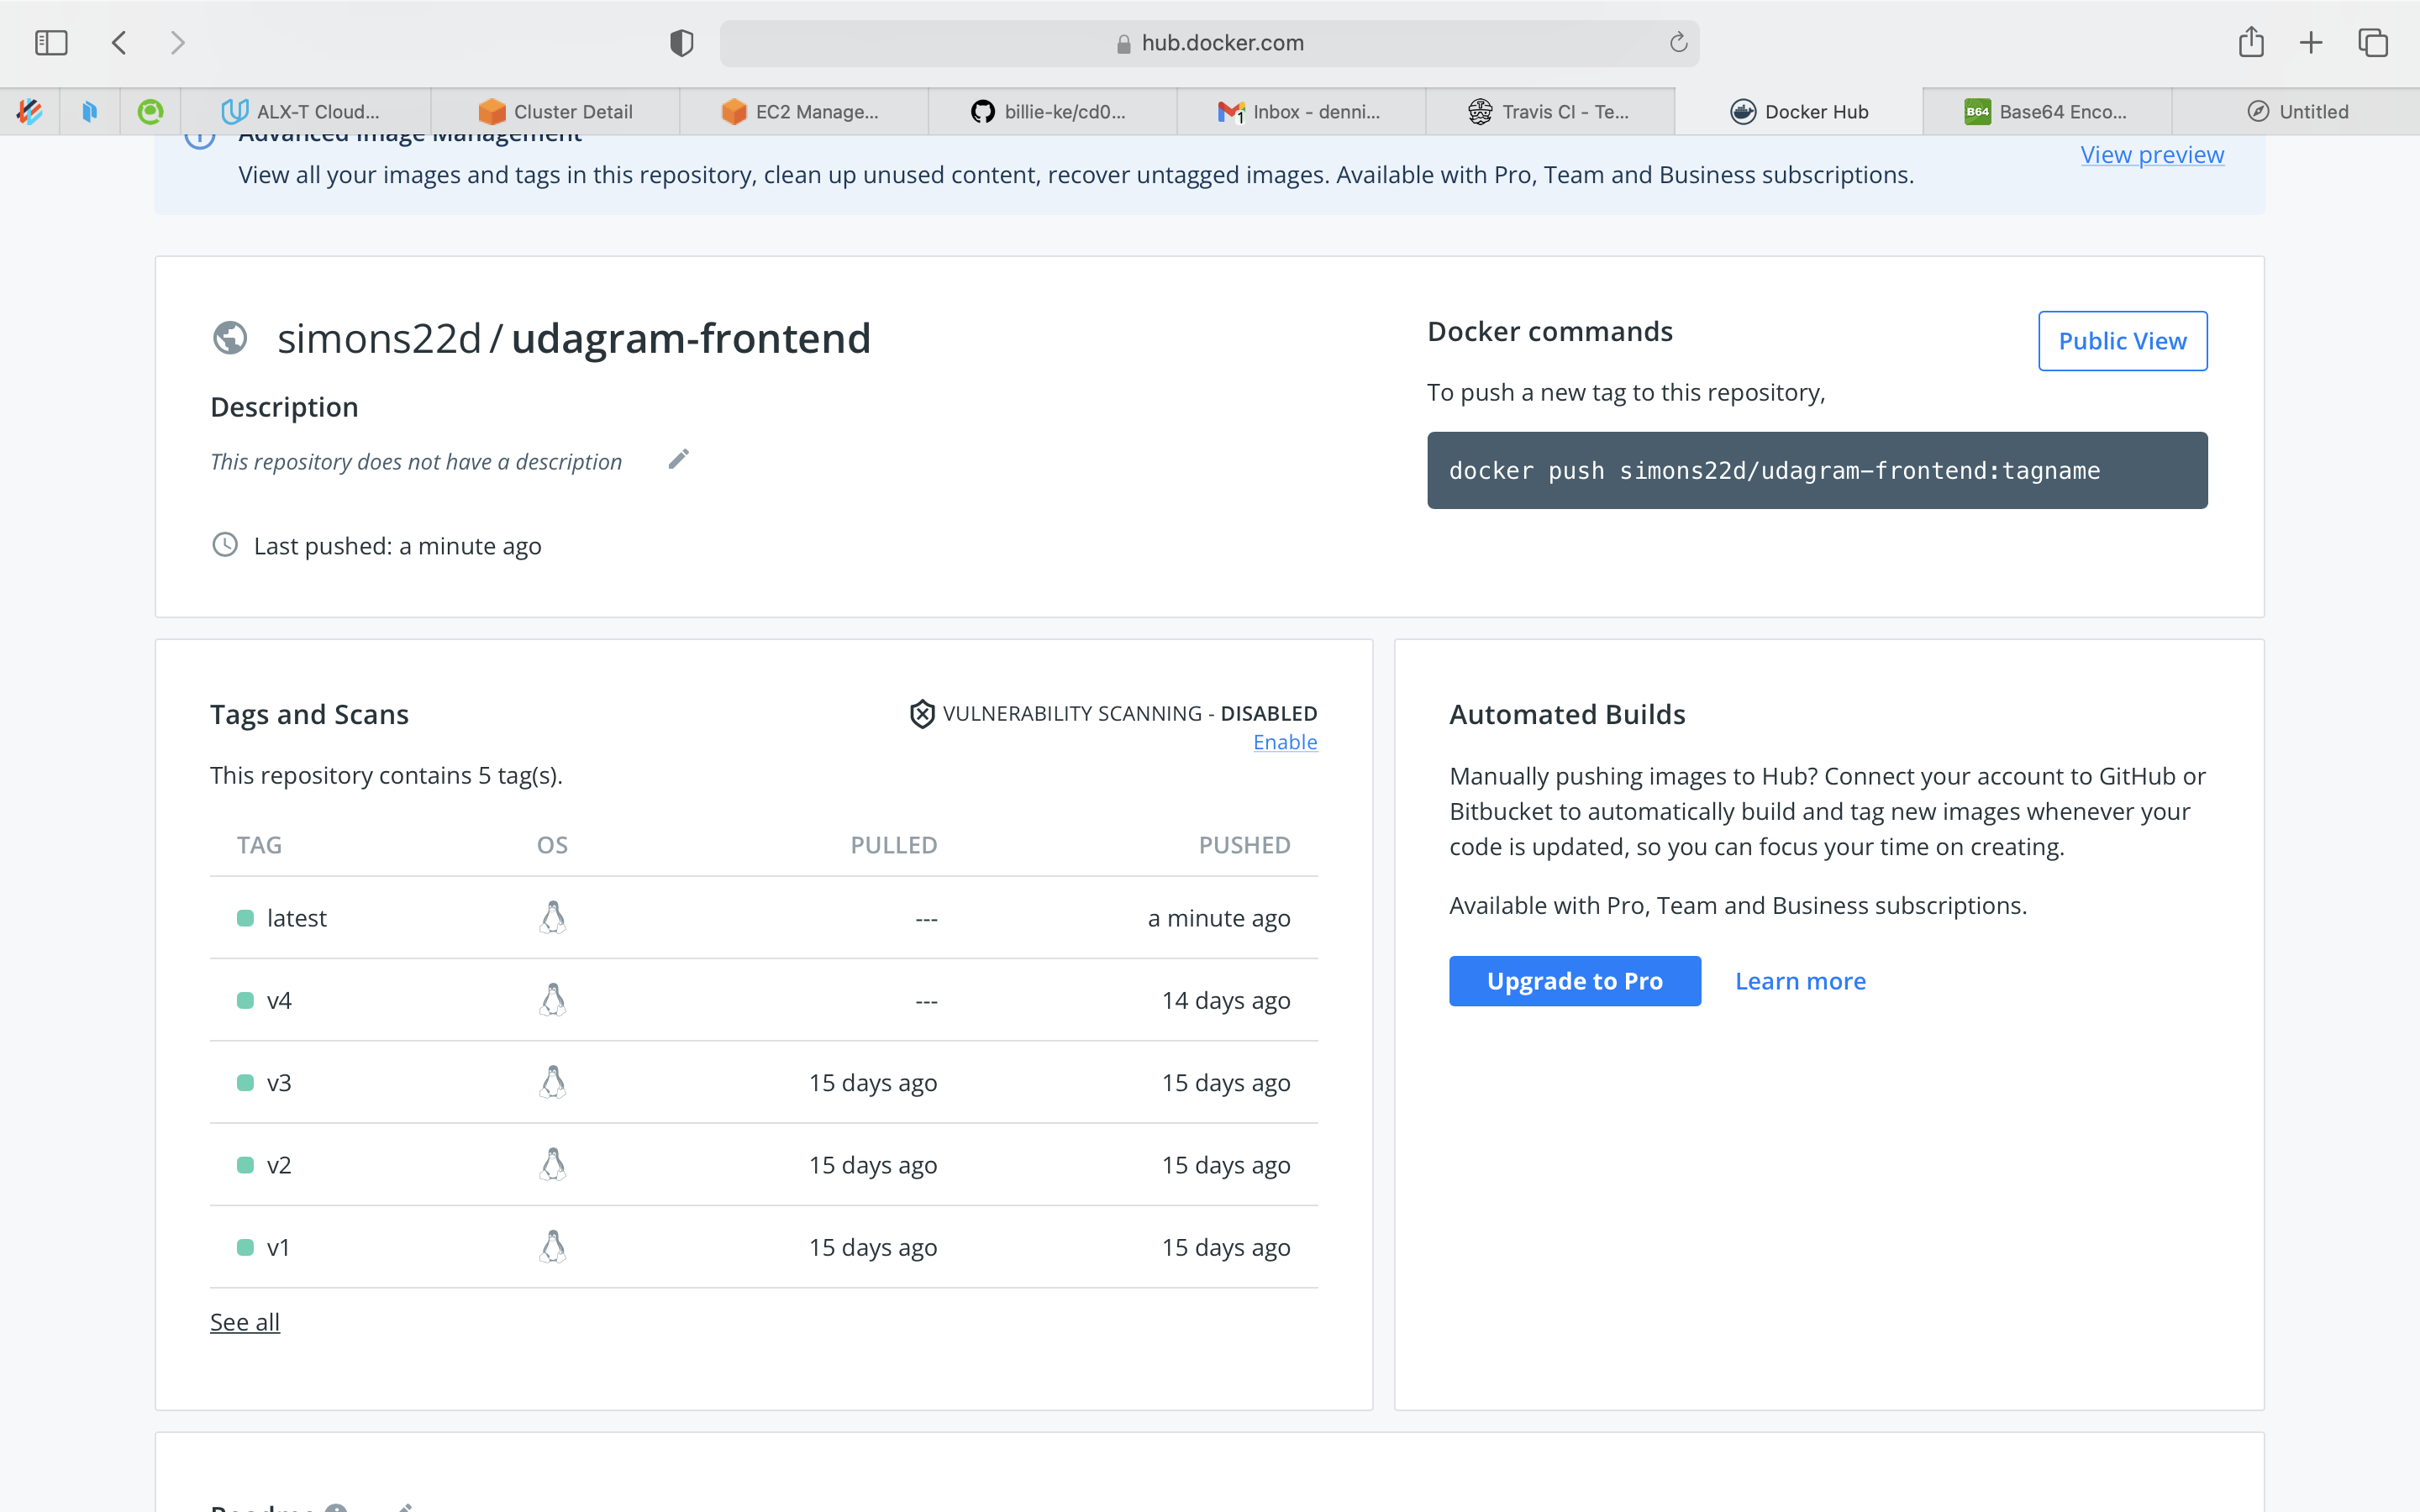 hub.docker.com
ALX-T Cloud...
Cluster Detail
EC2 Manage...
billie-ke/cd0...
1
Inbox - denni...
Travis CI - Te...
Docker Hub
B64
Base64 Enco...
Untitled
Advanced Image Management
View all your images and tags in this repository, clean up unused content, recover untagged images. Available with Pro, Team and Business subscriptions.
View preview
simons22d / udagram-frontend
Description
This repository does not have a description
Last pushed: a minute ago
Docker commands
Public View
To push a new tag to this repository,
docker push simons22d/udagram-frontend:tagname
Tags and Scans
VULNERABILITY SCANNING - DISABLED
Enable
This repository contains 5 tag(s).
TAG OS PULLED PUSHED
latest --- a minute ago
v4 --- 14 days ago
v3 15 days ago 15 days ago
v2 15 days ago 15 days ago
v1 15 days ago 15 days ago
See all
Automated Builds
Manually pushing images to Hub? Connect your account to GitHub or
Bitbucket to automatically build and tag new images whenever your
code is updated, so you can focus your time on creating.
Available with Pro, Team and Business subscriptions.
Upgrade to Pro
Learn more
Readme